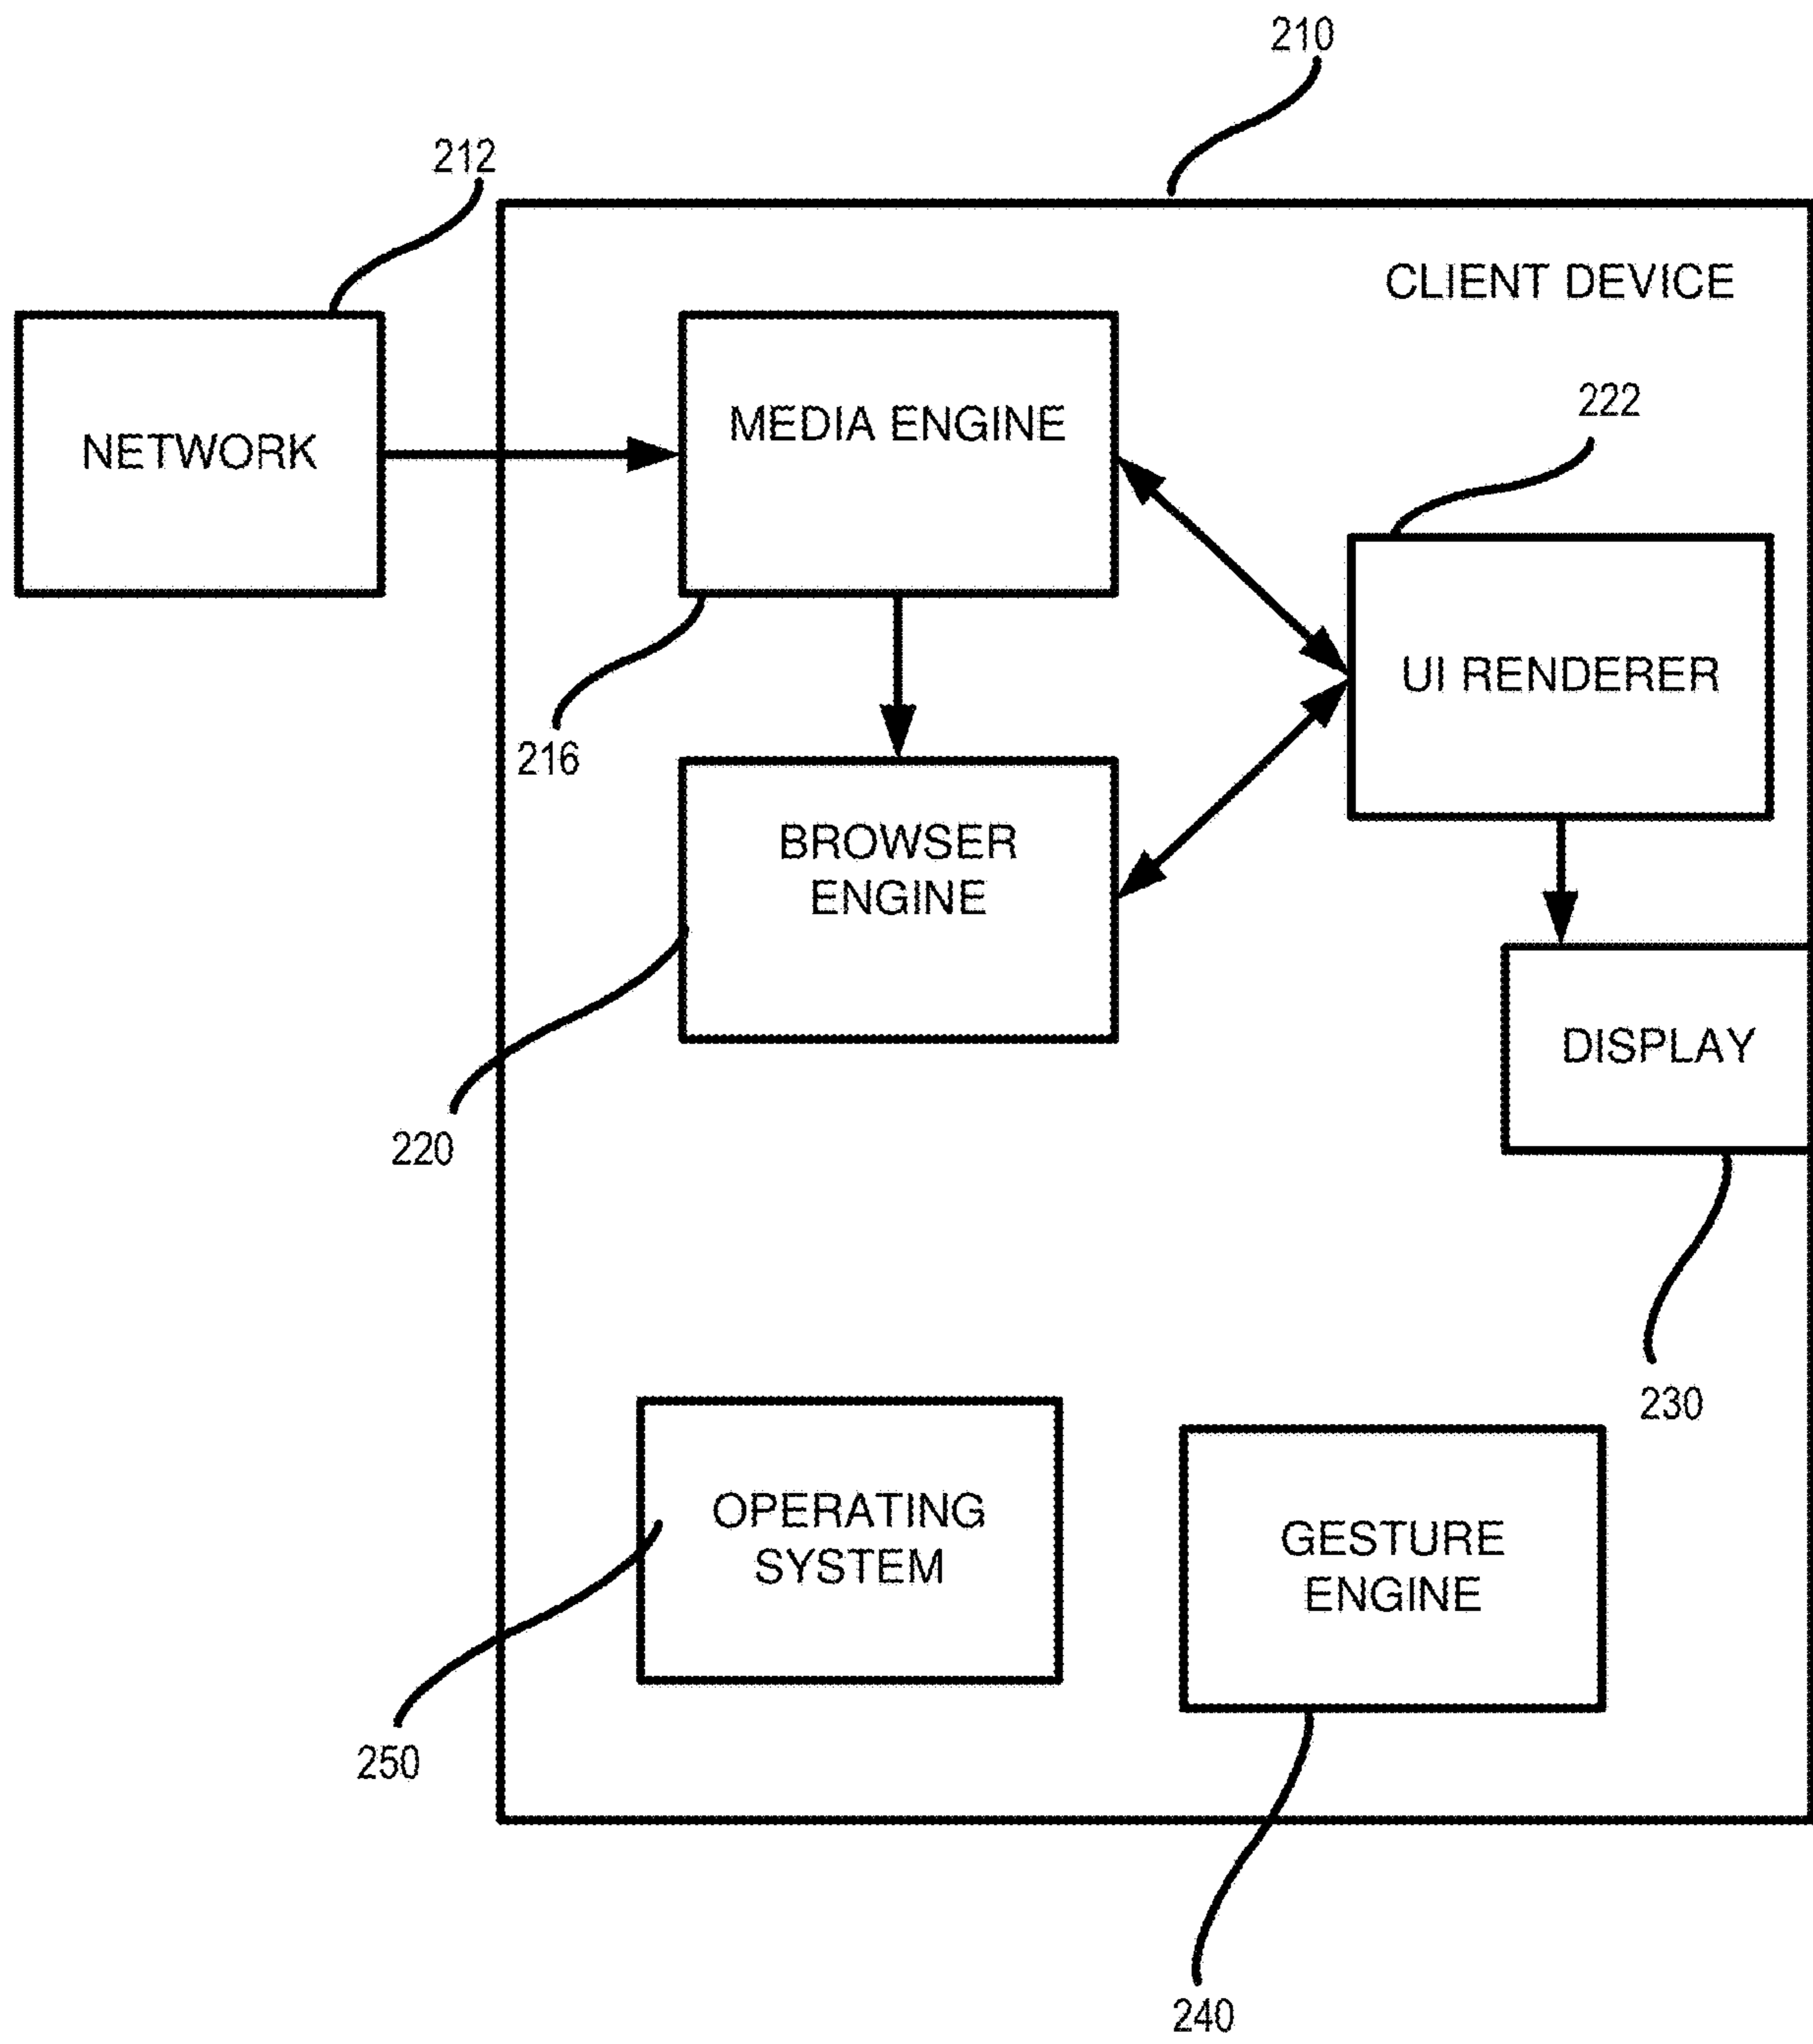 210
212
CLIENT DEVICE
NETWORK
MEDIA ENGINE
222
216
UI RENDERER
BROWSER
ENGINE
DISPLAY
220
230
OPERATING
SYSTEM
GESTURE
ENGINE
250
240